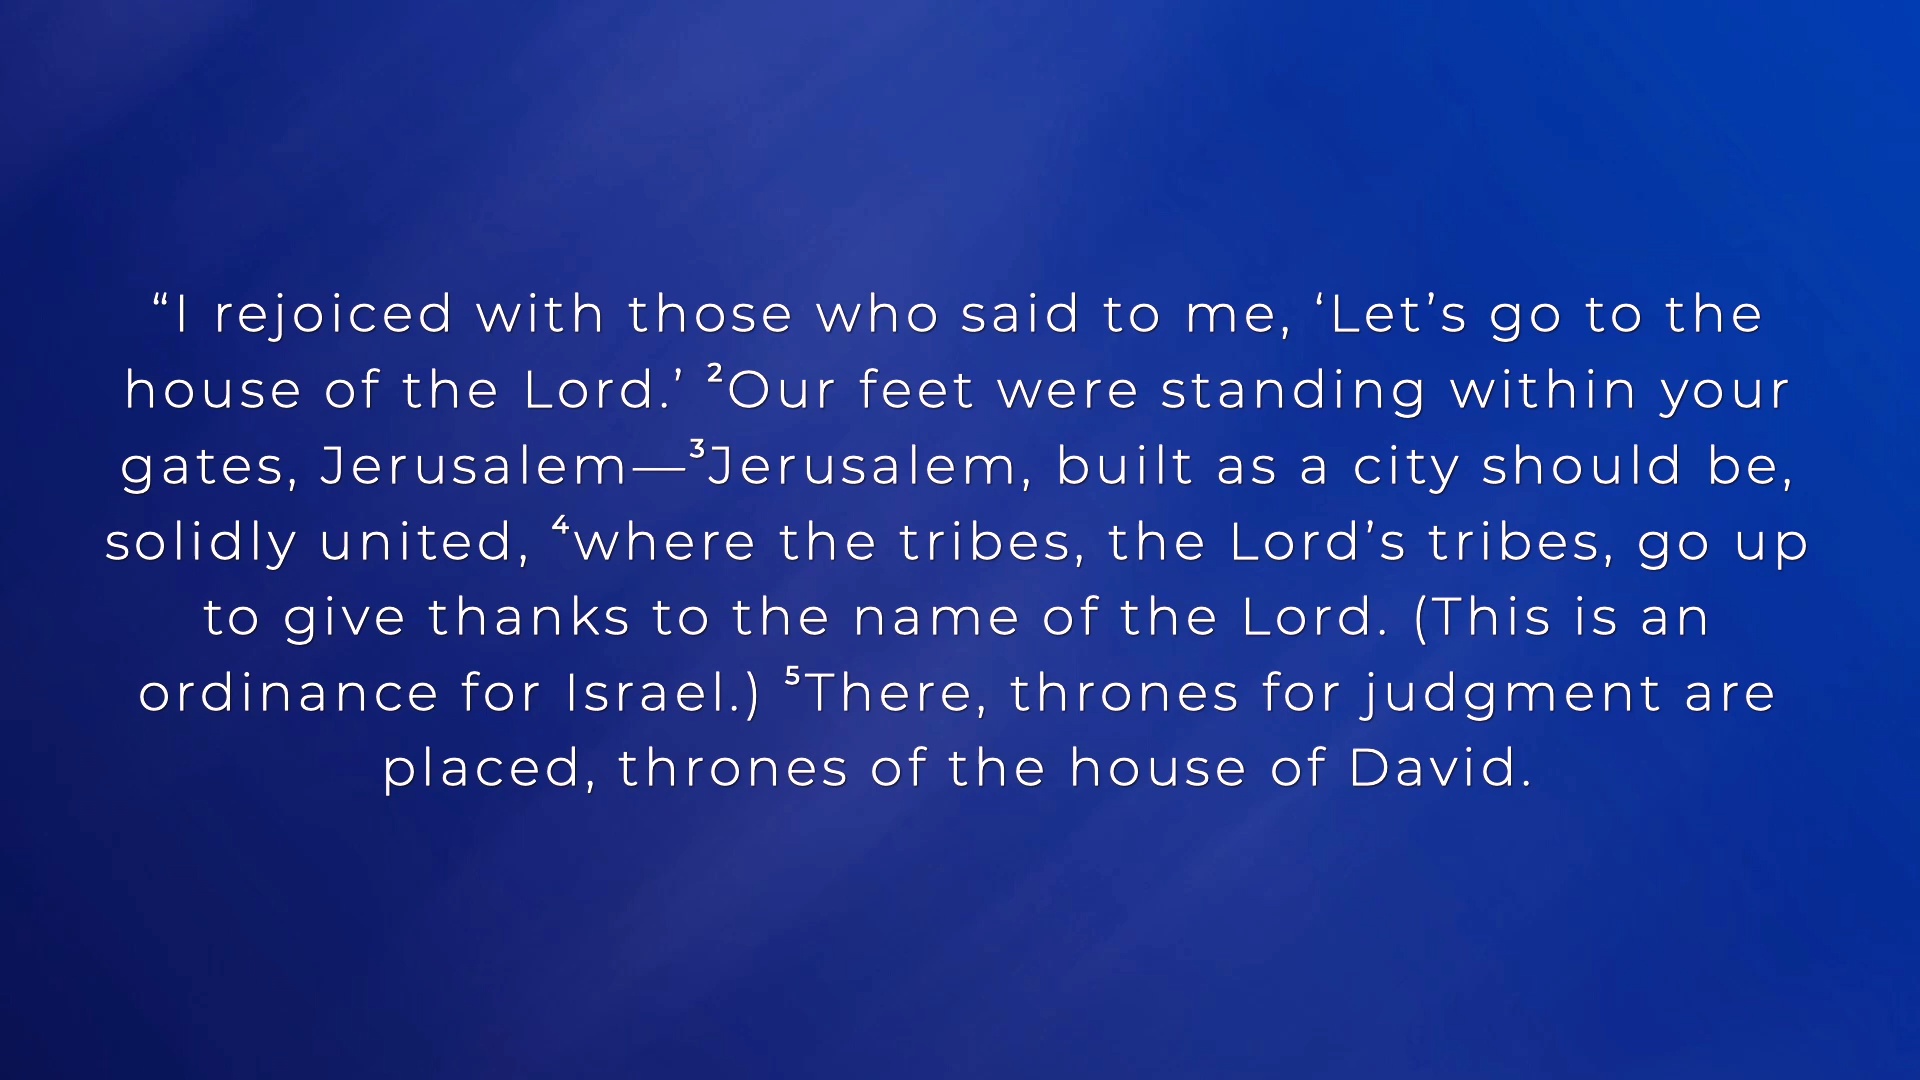 “I rejoiced with those who said to me, ‘Let’s go to the
house of the Lord.’ ²Our feet were standing within your
gates, Jerusalem—³Jerusalem, built as a city should be,
solidly united, ⁴where the tribes, the Lord’s tribes, go up
to give thanks to the name of the Lord. (This is an
ordinance for Israel.) ⁵There, thrones for judgment are
placed, thrones of the house of David.